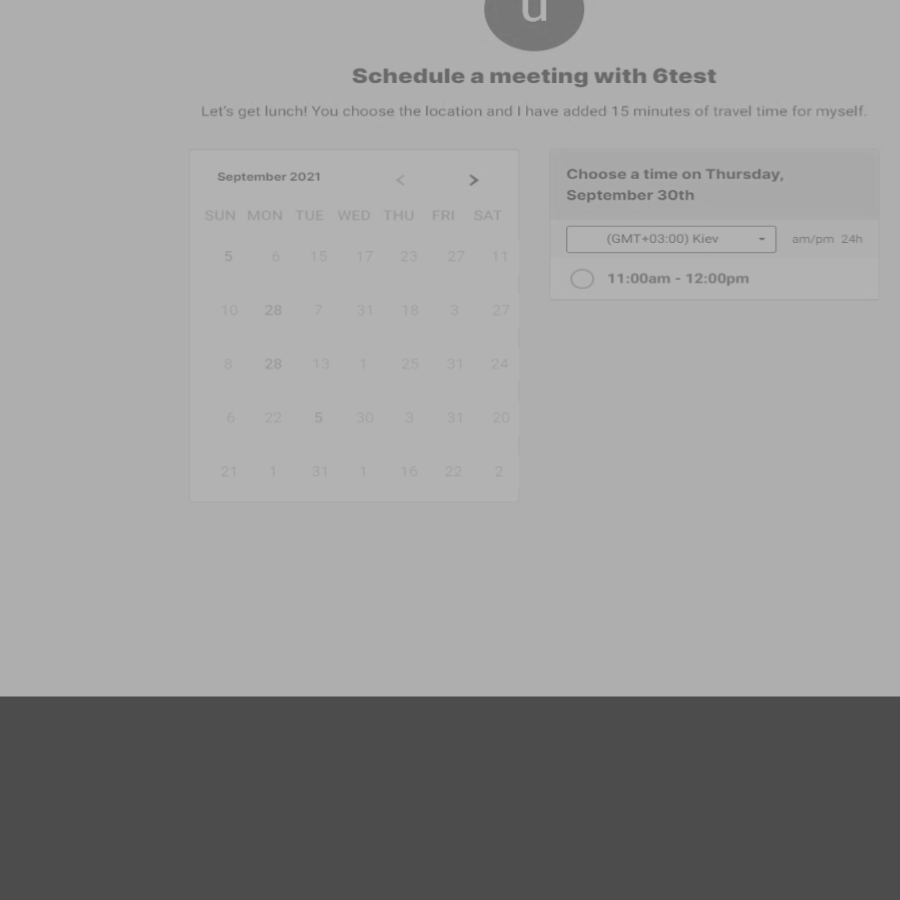 u
Schedule a meeting with 6test
Let's get lunch! You choose the location and I have added 15 minutes of travel time for myself.
September 2021 < >
SUN MON TUE WED THU FRI SAT
5 6 15 17 23 27 11
10 28 7 31 18 3 27
8 28 13 1 25 31 24
6 22 5 30 3 31 20
21 1 31 1 16 22 2
Choose a time on Thursday,
September 30th
(GMT+03:00) Kiev am/pm 24h
11:00am - 12:00pm